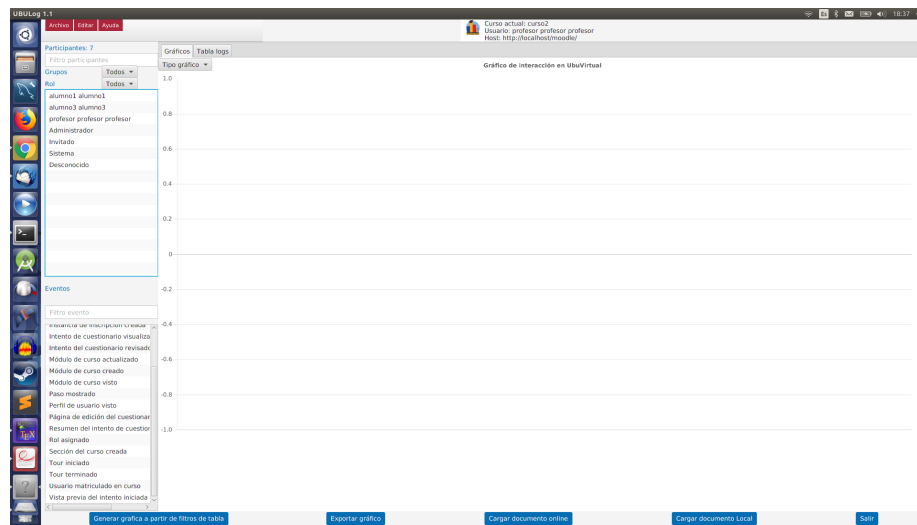 UBULog 1.1
Es
18:37
Archivo Editar Ayuda
Curso actual: curso2
Usuario: profesor profesor profesor
Host: http://localhost/moodle/
Participantes: 7
Filtro participantes
Grupos Todos
Rol Todos
alumno1 alumno1
alumno3 alumno3
profesor profesor profesor
Administrador
Invitado
Sistema
Desconocido
Eventos
Filtro evento
Instancia de inscripción creada
Intento de cuestionario visualiza
Intento del cuestionario revisado
Módulo de curso actualizado
Módulo de curso creado
Módulo de curso visto
Paso mostrado
Perfil de usuario visto
Página de edición del cuestionar
Resumen del intento de cuestior
Rol asignado
Sección del curso creada
Tour iniciado
Tour terminado
Usuario matriculado en curso
Vista previa del intento iniciada
Gráficos Tabla logs
Tipo gráfico
Gráfico de interacción en UbuVirtual
1.0
0.8
0.6
0.4
0.2
0
-0.2
-0.4
-0.6
-0.8
-1.0
Generar grafica a partir de filtros de tabla
Exportar gráfico
Cargar documento online
Cargar documento Local
Salir